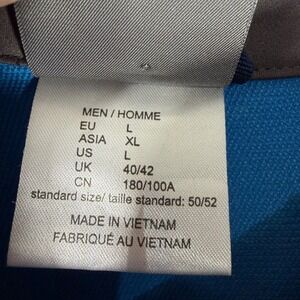 MEN / HOMME
EU L
ASIA XL
US L
UK 40/42
CN 180/100A
standard size/ taille standard: 50/52
MADE IN VIETNAM
FABRIQUÉ AU VIETNAM